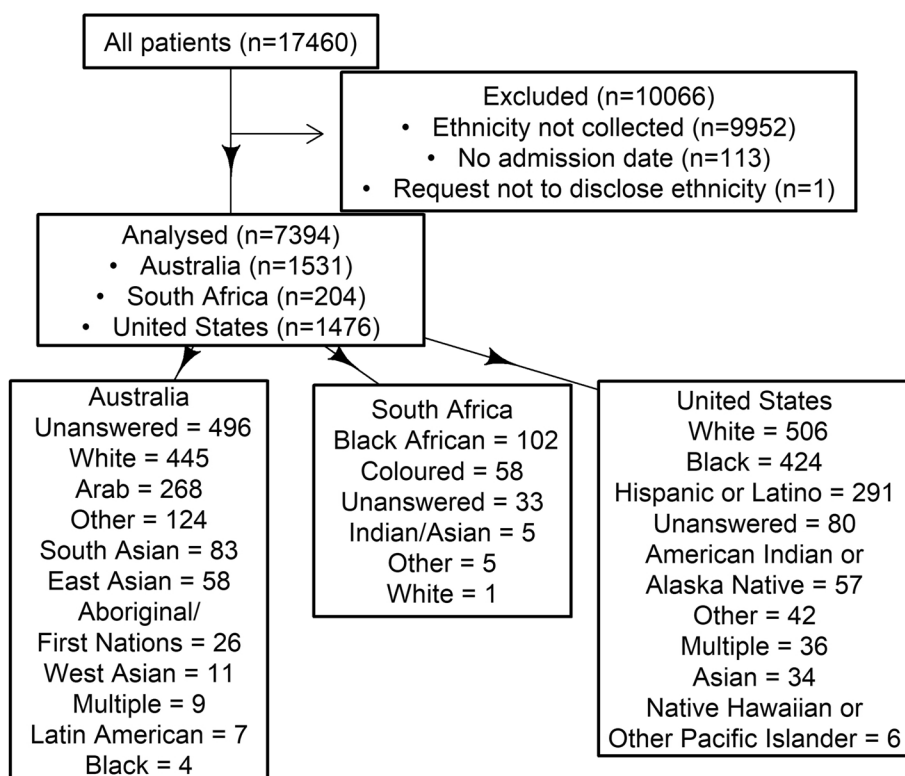 All patients (n=17460)
Excluded (n=10066)
• Ethnicity not collected (n=9952)
• No admission date (n=113)
• Request not to disclose ethnicity (n=1)
Analysed (n=7394)
• Australia (n=1531)
• South Africa (n=204)
• United States (n=1476)
Australia
Unanswered = 496
White = 445
Arab = 268
Other = 124
South Asian = 83
East Asian = 58
Aboriginal/
First Nations = 26
West Asian = 11
Multiple = 9
Latin American = 7
Black = 4
South Africa
Black African = 102
Coloured = 58
Unanswered = 33
Indian/Asian = 5
Other = 5
White = 1
United States
White = 506
Black = 424
Hispanic or Latino = 291
Unanswered = 80
American Indian or
Alaska Native = 57
Other = 42
Multiple = 36
Asian = 34
Native Hawaiian or
Other Pacific Islander = 6